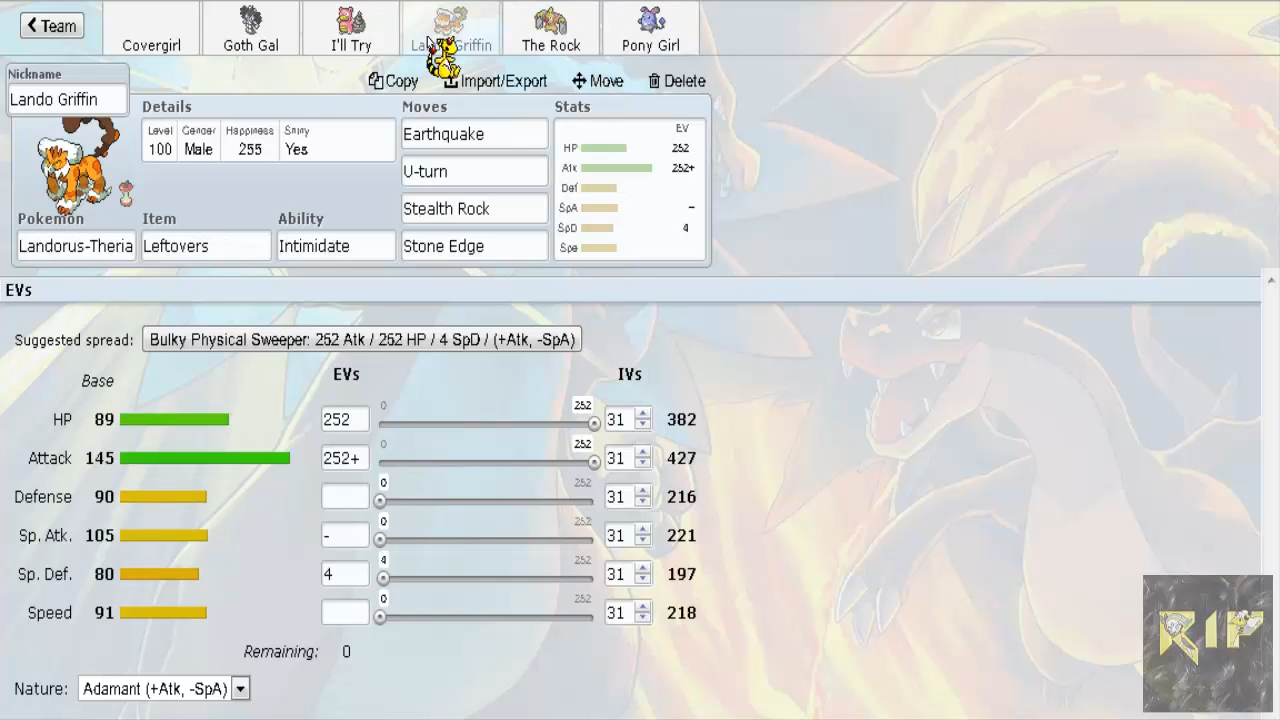 Team
Covergirl
Goth Gal
I'll Try
Griffin
The Rock
Pony Girl
Copy
Import/Export
Move
Delete
Nickname
Lando Griffin
Details
Level
Gender
Happiness
Shiny
100
Male
255
Yes
Moves
Earthquake
U-turn
Stealth Rock
Stone Edge
Stats
EV
HP 252
Atk 252+
Def
SpA -
SpD 4
Spe
Pokemon
Item
Ability
Landorus-Theria
Leftovers
Intimidate
EVs
Suggested spread: Bulky Physical Sweeper: 252 Atk / 252 HP / 4 SpD / (+Atk, -SpA)
Base
EVs
IVs
HP 89 252 0 252 31 382
Attack 145 252+ 0 252 31 427
Defense 90 0 252 31 216
Sp. Atk. 105 - 0 252 31 221
Sp. Def. 80 4 4 252 31 197
Speed 91 0 252 31 218
Remaining: 0
Nature: Adamant (+Atk, -SpA)
RIP